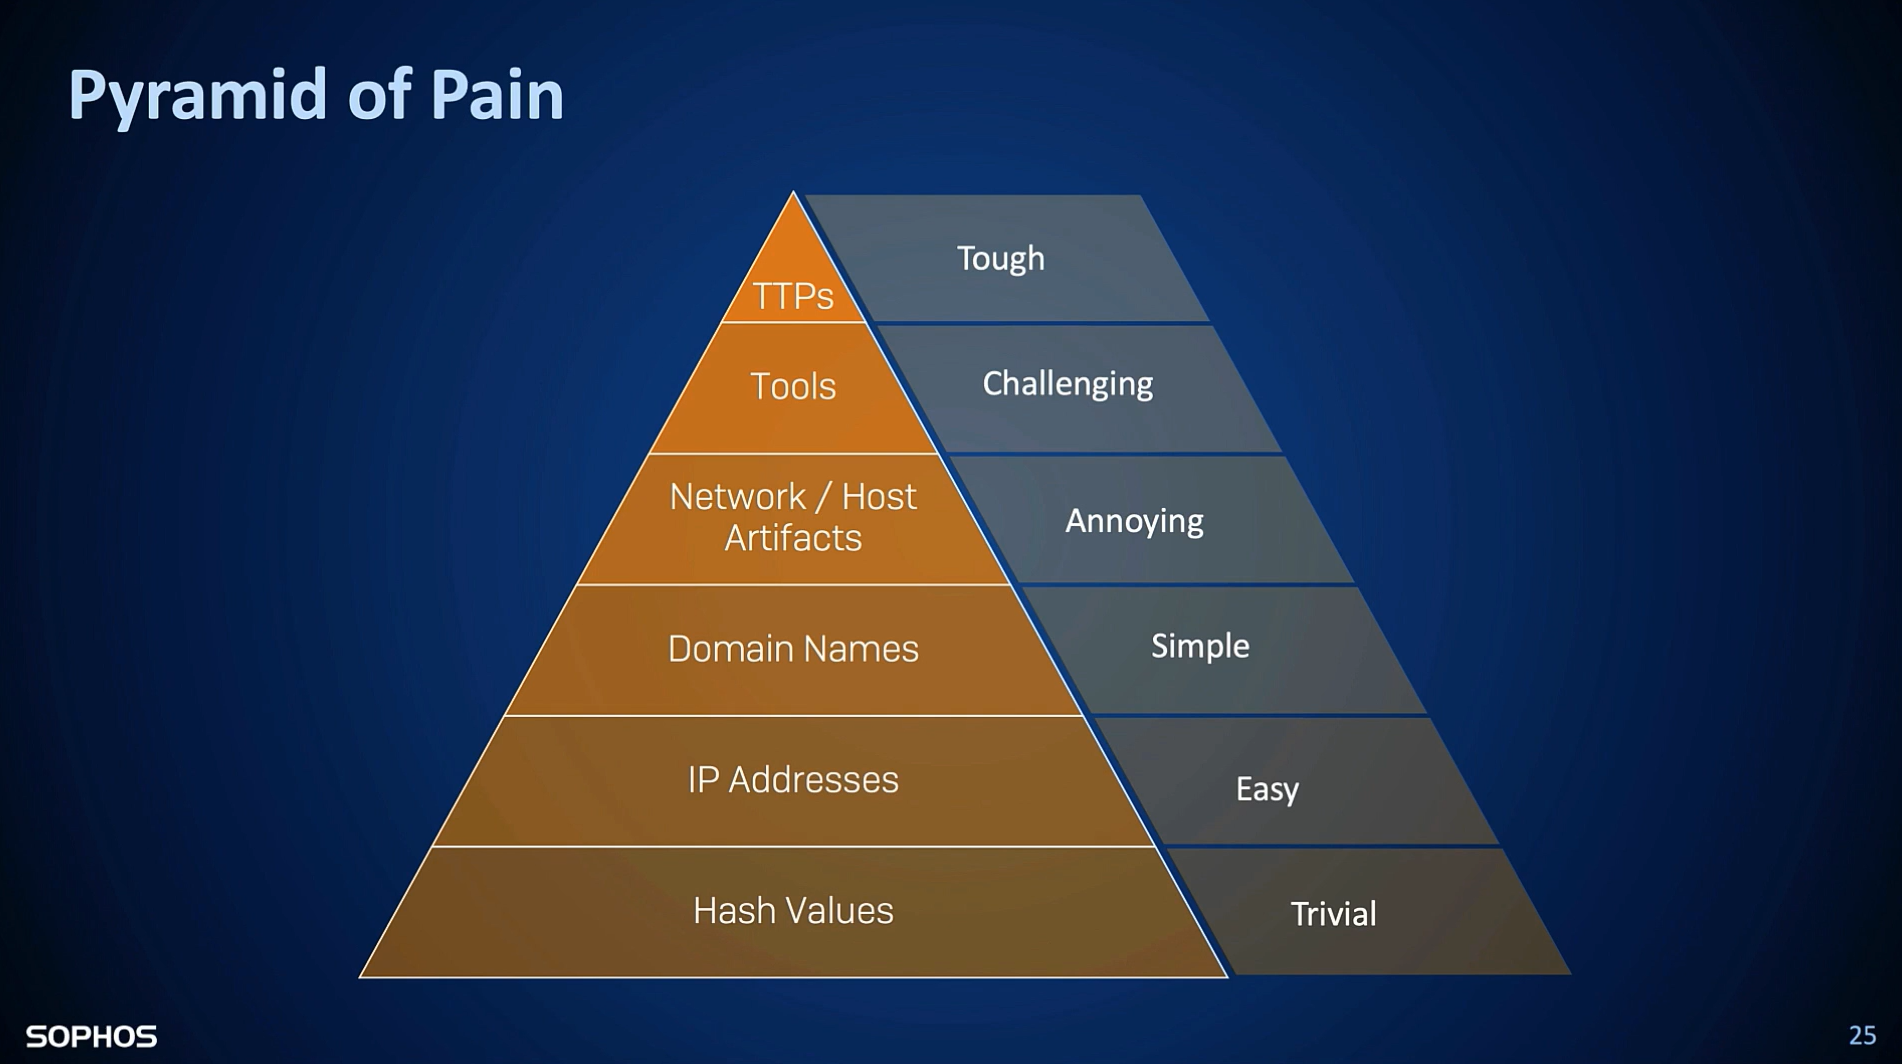 Pyramid of Pain
TTPs
Tough
Tools
Challenging
Network / Host
Artifacts
Annoying
Domain Names
Simple
IP Addresses
Easy
Hash Values
Trivial
SOPHOS
25